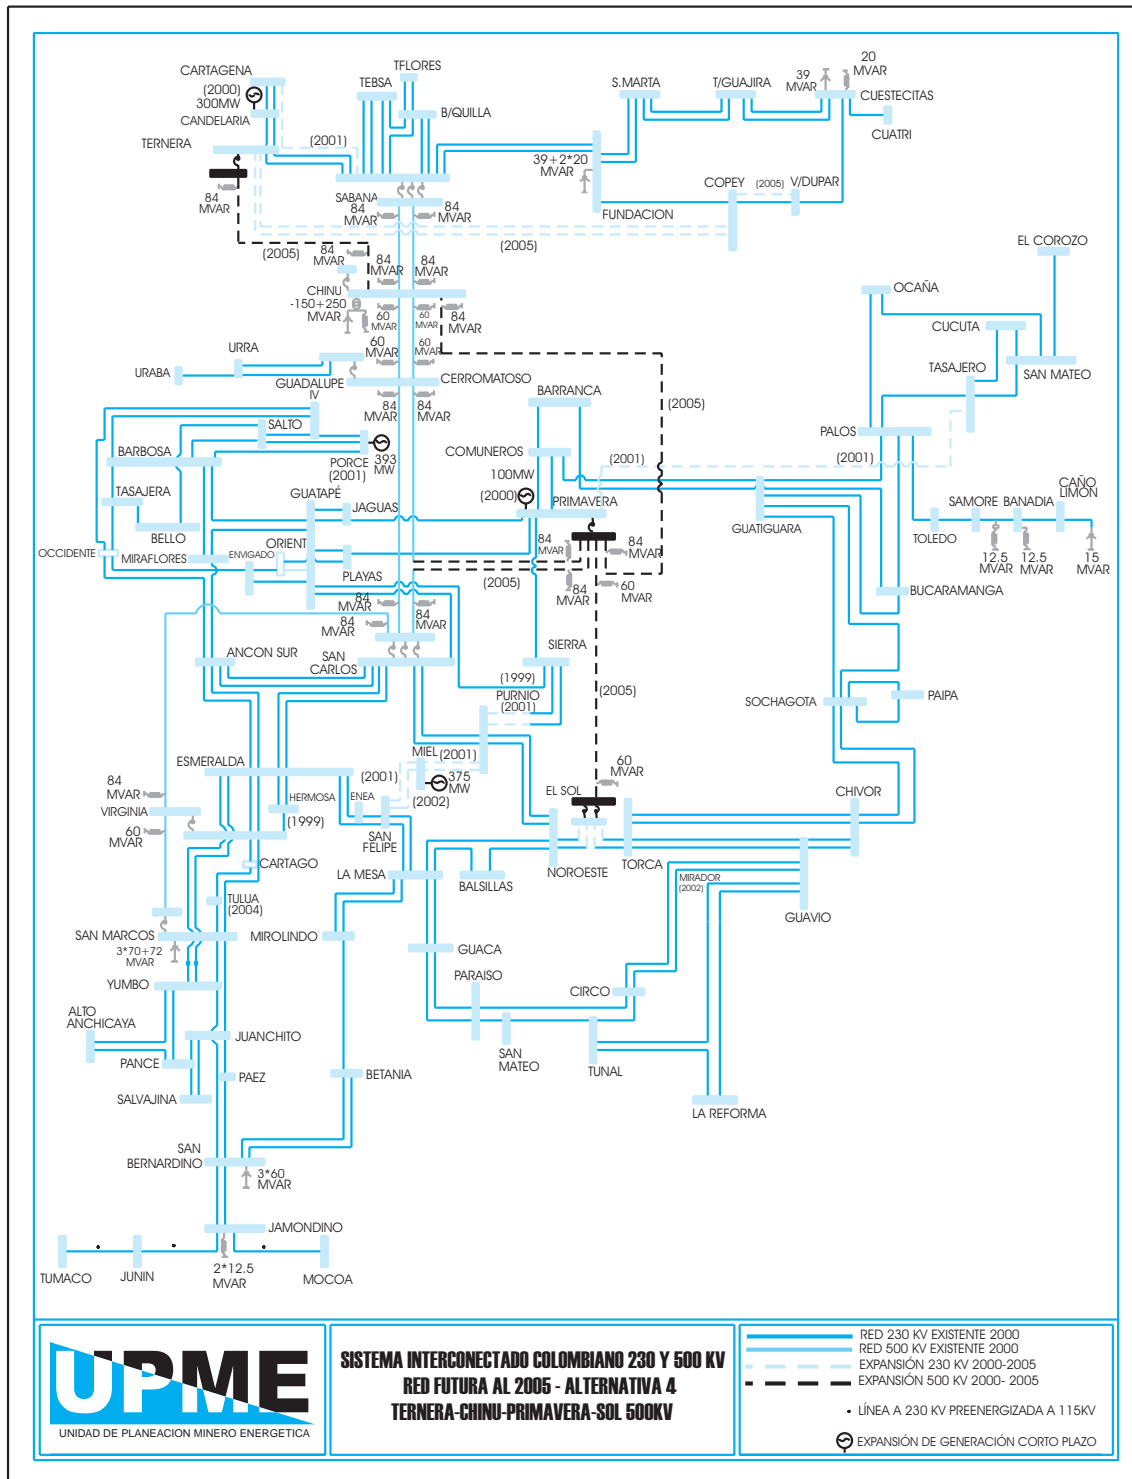 CARTAGENA
(2000)
300MW
CANDELARIA
TERNERA
(2001)
84
MVAR
(2005)
TEBSA
TFLORES
B/QUILLA
SABANA
84
MVAR
84
MVAR
S.MARTA
T/GUAJIRA
39
MVAR
20
MVAR
CUESTECITAS
CUATRI
39+2*20
MVAR
FUNDACION
COPEY
(2005)
V/DUPAR
(2005)
84
MVAR
84
MVAR
84
MVAR
CHINU
-150+250
MVAR
60
MVAR
60
MVAR
84
MVAR
60
MVAR
60
MVAR
URRA
URABA
GUADALUPE
IV
CERROMATOSO
84
MVAR
84
MVAR
EL COROZO
OCAÑA
CUCUTA
TASAJERO
SAN MATEO
PALOS
(2001)
(2005)
BARRANCA
COMUNEROS
(2001)
100MW
(2000)
PRIMAVERA
SALTO
BARBOSA
PORCE
(2001)
393
MW
GUATAPÉ
JAGUAS
TASAJERA
BELLO
OCCIDENTE
MIRAFLORES
ENVIGADO
ORIENT
PLAYAS
GUATIGUARA
CAÑO
LIMÓN
SAMORE
BANADIA
TOLEDO
12.5
MVAR
12.5
MVAR
15
MVAR
BUCARAMANGA
84
MVAR
84
MVAR
(2005)
84
MVAR
60
MVAR
84
MVAR
84
MVAR
84
MVAR
ANCON SUR
SAN
CARLOS
SIERRA
(1999)
PURNIO
(2001)
(2005)
SOCHAGOTA
PAIPA
ESMERALDA
MIEL
(2001)
(2001)
375
MW
(2002)
84
MVAR
HERMOSA
(1999)
ENEA
SAN
FELIPE
VIRGINIA
60
MVAR
60
MVAR
EL SOL
CHIVOR
CARTAGO
LA MESA
BALSILLAS
NOROESTE
TORCA
MIRADOR
(2002)
GUAVIO
TULUA
(2004)
SAN MARCOS
3*70+72
MVAR
MIROLINDO
GUACA
PARAISO
CIRCO
YUMBO
ALTO
ANCHICAYA
JUANCHITO
PANCE
PAEZ
SALVAJINA
BETANIA
SAN
MATEO
TUNAL
LA REFORMA
SAN
BERNARDINO
3*60
MVAR
JAMONDINO
TUMACO
JUNIN
2*12.5
MVAR
MOCOA
UPME
UNIDAD DE PLANEACION MINERO ENERGETICA
SISTEMA INTERCONECTADO COLOMBIANO 230 Y 500 KV
RED FUTURA AL 2005 - ALTERNATIVA 4
TERNERA-CHINU-PRIMAVERA-SOL 500KV
RED 230 KV EXISTENTE 2000
RED 500 KV EXISTENTE 2000
EXPANSIÓN 230 KV 2000-2005
EXPANSIÓN 500 KV 2000- 2005
LÍNEA A 230 KV PREENERGIZADA A 115KV
EXPANSIÓN DE GENERACIÓN CORTO PLAZO